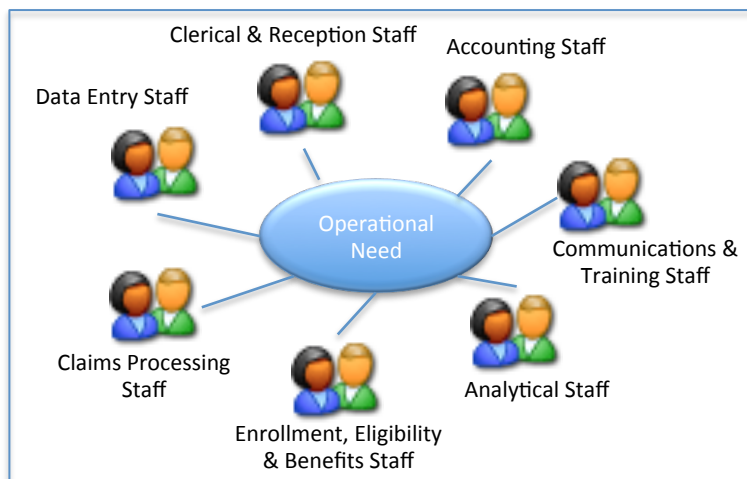 Clerical & Reception Staff
Accounting Staff
Data Entry Staff
Operational
Need
Communications &
Training Staff
Claims Processing
Staff
Analytical Staff
Enrollment, Eligibility
& Benefits Staff